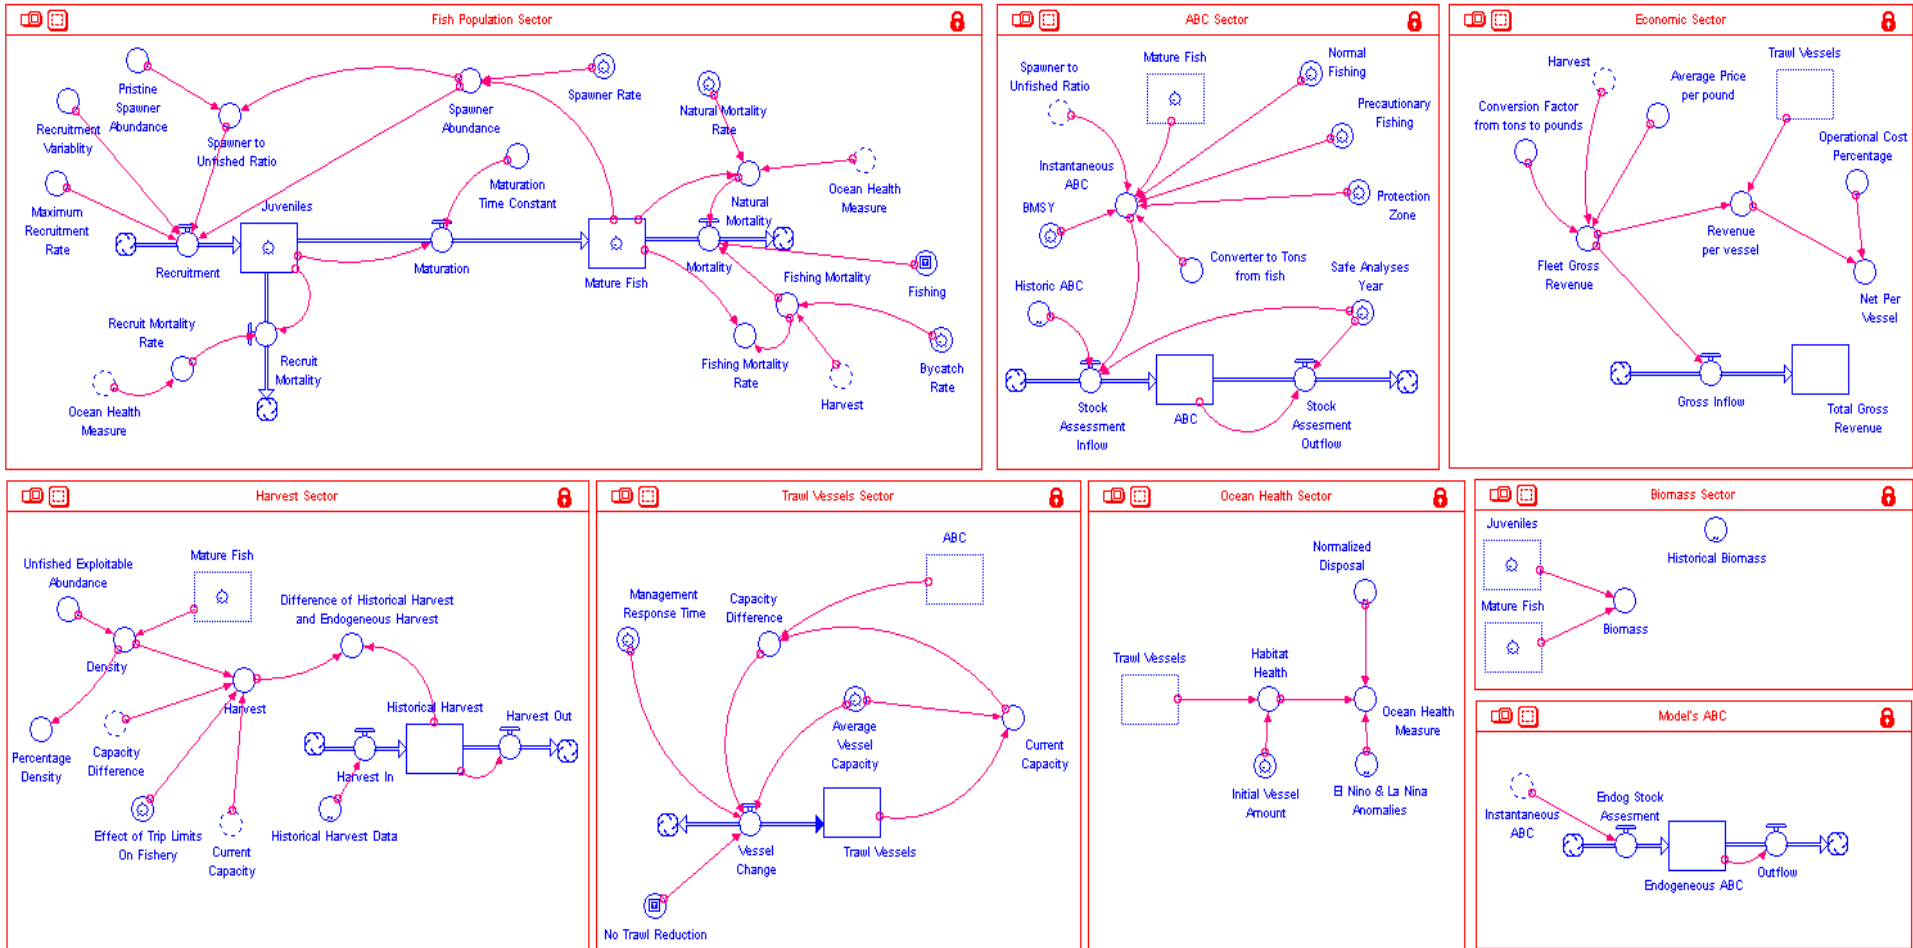 Fish Population Sector
Pristine
Spawner
Abundance
Recruitment
Variablity
Spawner to
Unfished Ratio
Spawner
Abundance
Spawner Rate
Natural Mortality
Rate
Maturation
Time Constant
Ocean Health
Measure
Maximum
Recruitment
Rate
Juveniles
Natural
Mortality
Recruitment
Maturation
Mature Fish
Mortality
Fishing Mortality
Fishing
Recruit Mortality
Rate
Recruit
Mortality
Fishing Mortality
Rate
Bycatch
Rate
Harvest
Ocean Health
Measure
ABC Sector
Spawner to
Unfished Ratio
Mature Fish
Normal
Fishing
Precautionary
Fishing
Instantaneous
ABC
BMSY
Protection
Zone
Converter to Tons
from fish
Safe Analyses
Year
Historic ABC
Stock
Assessment
Inflow
ABC
Stock
Assesment
Outflow
Economic Sector
Harvest
Average Price
per pound
Trawl Vessels
Conversion Factor
from tons to pounds
Operational Cost
Percentage
Revenue
per vessel
Fleet Gross
Revenue
Net Per
Vessel
Gross Inflow
Total Gross
Revenue
Harvest Sector
Unfished Exploitable
Abundance
Mature Fish
Difference of Historical Harvest
and Endogeneous Harvest
Density
Harvest
Historical Harvest
Harvest Out
Percentage
Density
Capacity
Difference
Harvest In
Effect of Trip Limits
On Fishery
Current
Capacity
Historical Harvest Data
Trawl Vessels Sector
ABC
Management
Response Time
Capacity
Difference
Average
Vessel
Capacity
Current
Capacity
Vessel
Change
Trawl Vessels
No Trawl Reduction
Ocean Health Sector
Normalized
Disposal
Trawl Vessels
Habitat
Health
Ocean Health
Measure
Initial Vessel
Amount
El Nino & La Nina
Anomalies
Biomass Sector
Juveniles
Historical Biomass
Mature Fish
Biomass
Model's ABC
Instantaneous
ABC
Endog Stock
Assesment
Endogeneous ABC
Outflow